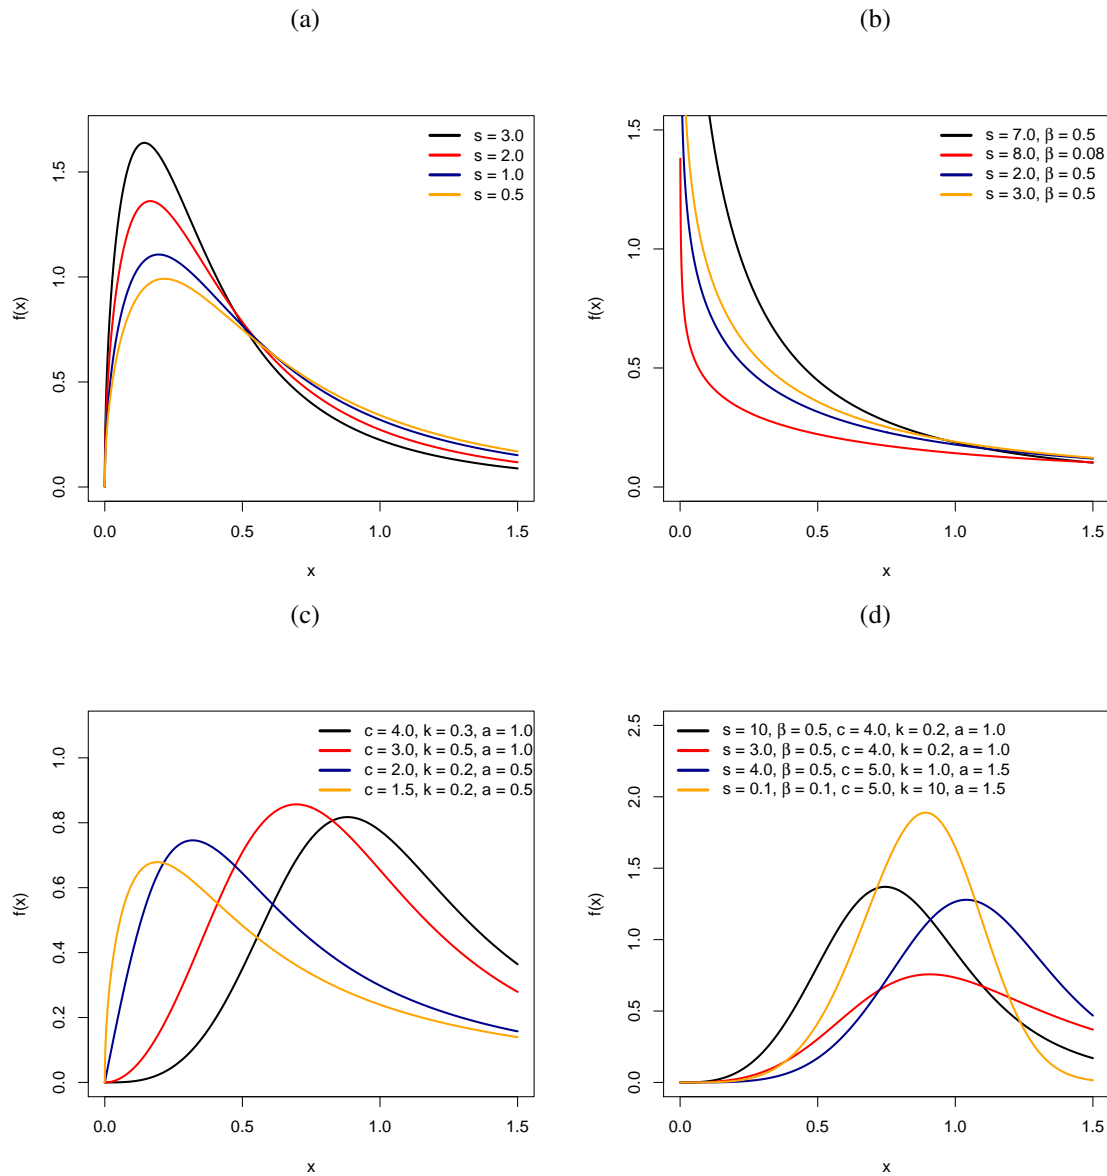 (a)
s = 3.0
s = 2.0
s = 1.0
s = 0.5
f(x)
0.0
0.5
1.0
1.5
0.0 0.5 1.0 1.5
x
(b)
s = 7.0, β = 0.5
s = 8.0, β = 0.08
s = 2.0, β = 0.5
s = 3.0, β = 0.5
f(x)
0.0
0.5
1.0
1.5
0.0 0.5 1.0 1.5
x
(c)
c = 4.0, k = 0.3, a = 1.0
c = 3.0, k = 0.5, a = 1.0
c = 2.0, k = 0.2, a = 0.5
c = 1.5, k = 0.2, a = 0.5
f(x)
0.0
0.2
0.4
0.6
0.8
1.0
0.0 0.5 1.0 1.5
x
(d)
s = 10, β = 0.5, c = 4.0, k = 0.2, a = 1.0
s = 3.0, β = 0.5, c = 4.0, k = 0.2, a = 1.0
s = 4.0, β = 0.5, c = 5.0, k = 1.0, a = 1.5
s = 0.1, β = 0.1, c = 5.0, k = 10, a = 1.5
f(x)
0.0
0.5
1.0
1.5
2.0
2.5
0.0 0.5 1.0 1.5
x